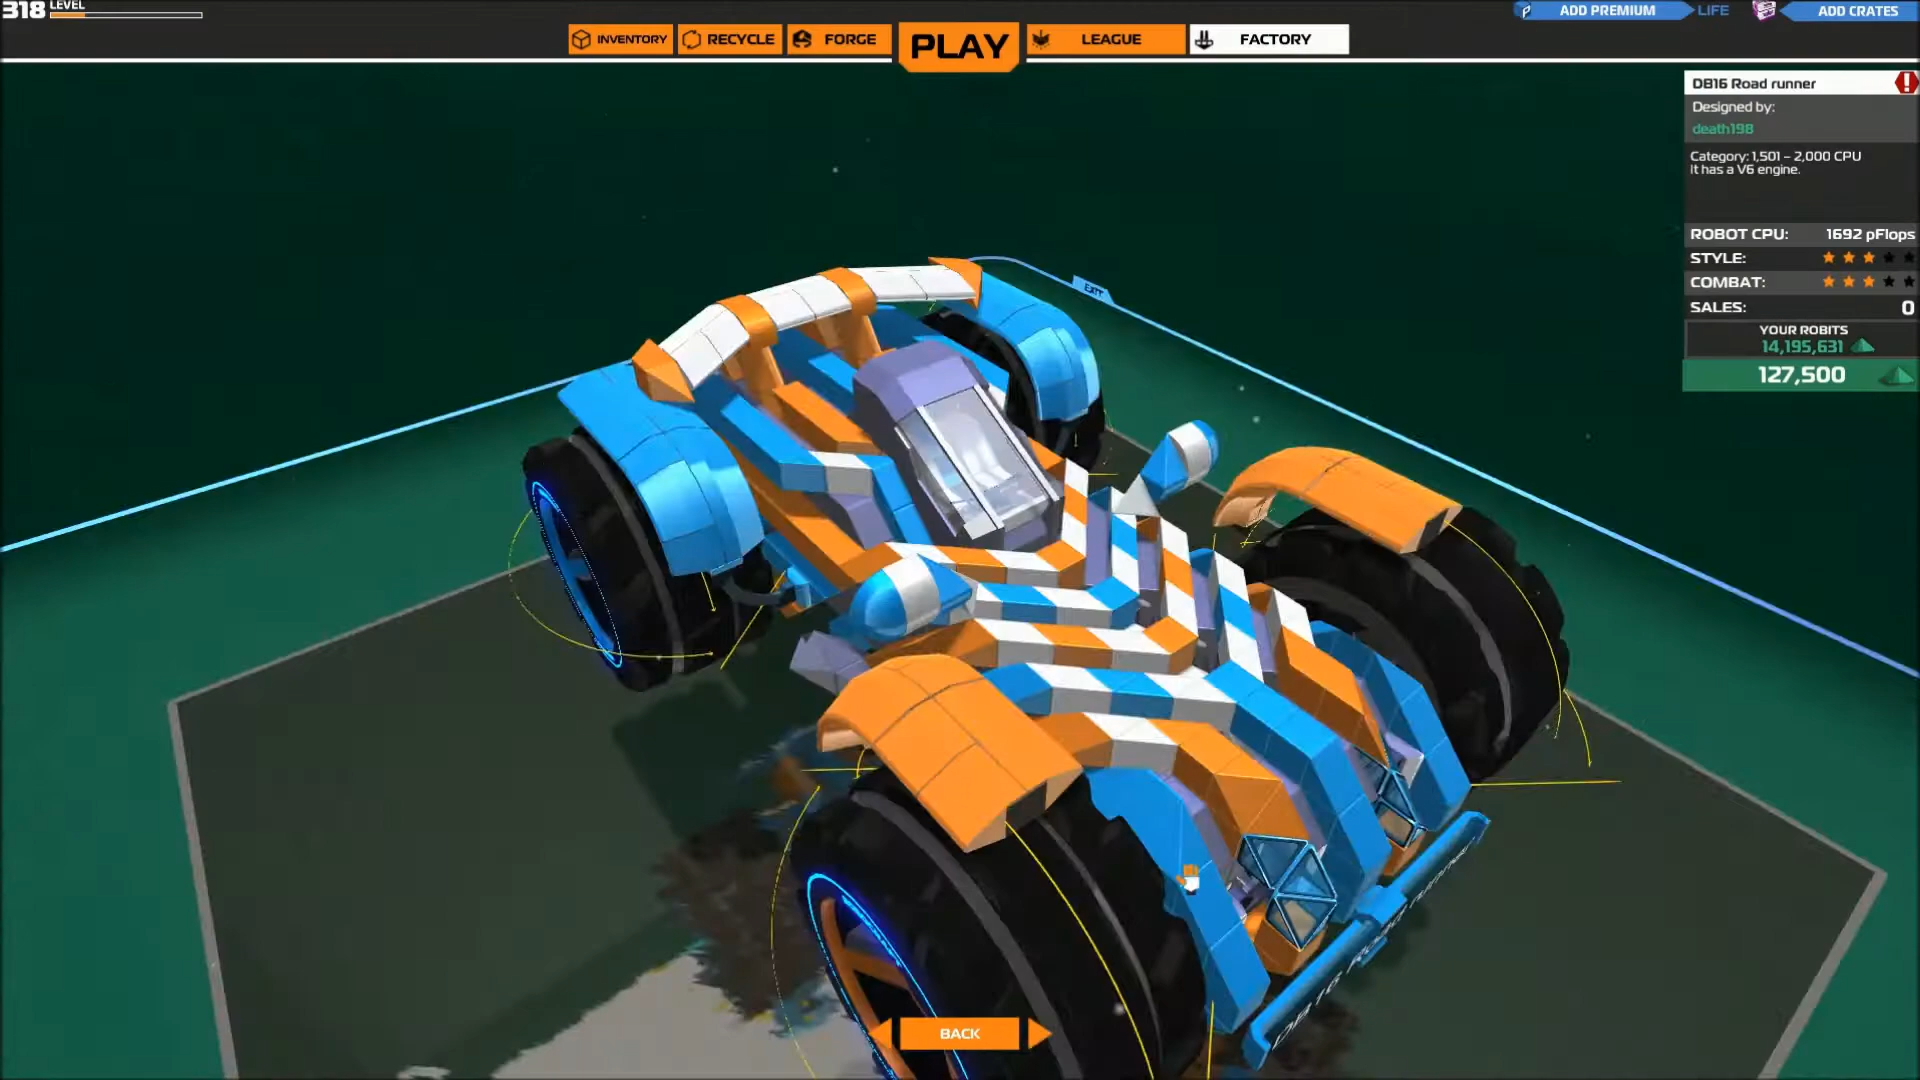 318 LEVEL
ADD PREMIUM LIFE ADD CRATES
INVENTORY RECYCLE FORGE PLAY LEAGUE FACTORY
DB16 Road runner
Designed by:
death198
Category: 1,501 – 2,000 CPU
It has a V6 engine.
ROBOT CPU: 1692 pFlops
STYLE:
COMBAT:
SALES: 0
YOUR ROBITS
14,195,631
127,500
EXIT
DB16
BACK